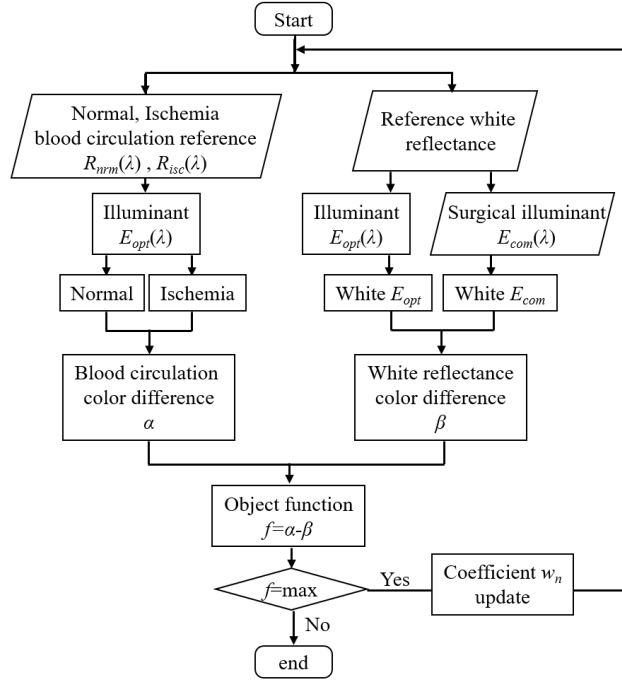 Start
Normal, Ischemia
blood circulation reference
Rnrm(λ) , Risc(λ)
Reference white
reflectance
Illuminant
Eopt(λ)
Illuminant
Eopt(λ)
Surgical illuminant
Ecom(λ)
Normal
Ischemia
White Eopt
White Ecom
Blood circulation
color difference
α
White reflectance
color difference
β
Object function
f=α-β
f=max
Yes
Coefficient wn
update
No
end